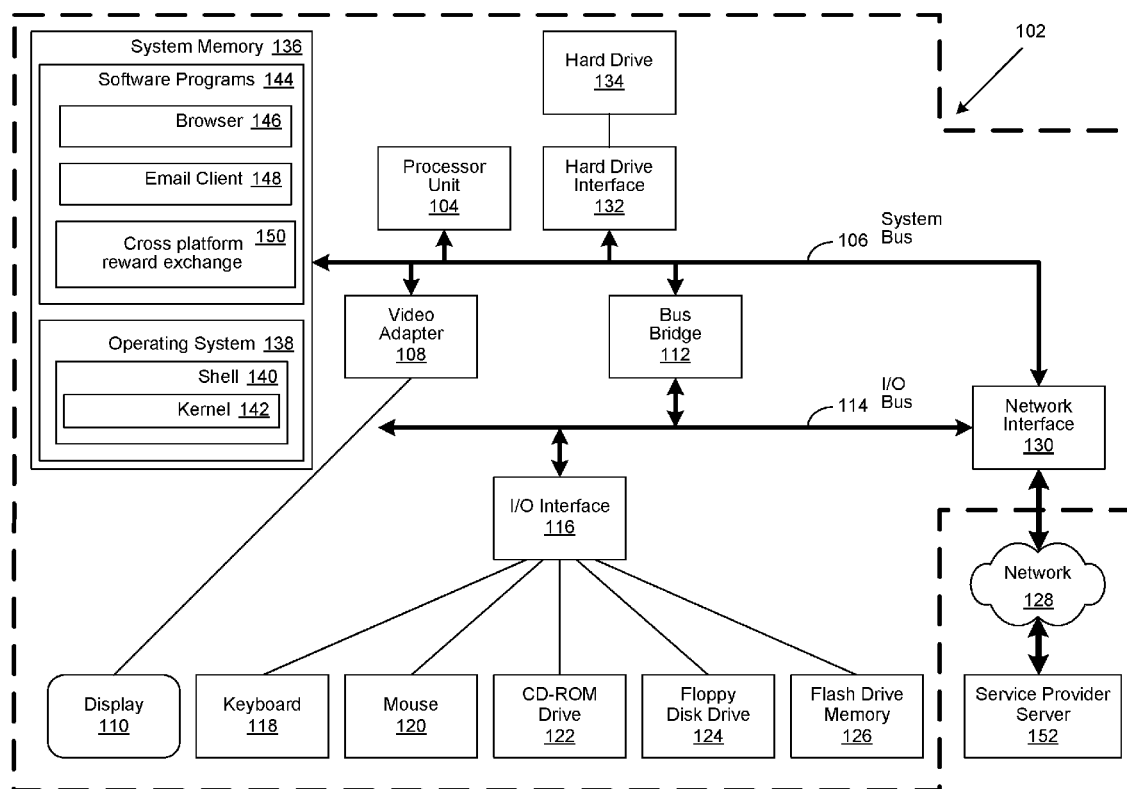 System Memory 136
Software Programs 144
Browser 146
Email Client 148
Cross platform 150
reward exchange
Operating System 138
Shell 140
Kernel 142
Hard Drive
134
102
Processor
Unit
104
Hard Drive
Interface
132
106
System
Bus
Video
Adapter
108
Bus
Bridge
112
114
I/O
Bus
Network
Interface
130
I/O Interface
116
Network
128
Display
110
Keyboard
118
Mouse
120
CD-ROM
Drive
122
Floppy
Disk Drive
124
Flash Drive
Memory
126
Service Provider
Server
152